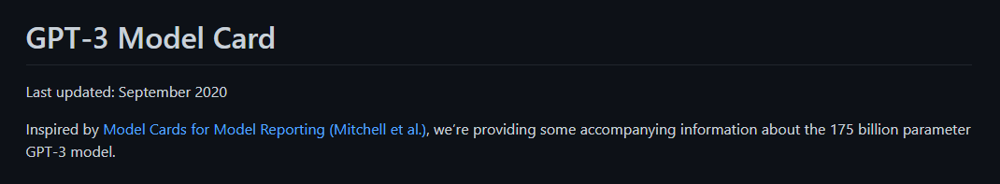 GPT-3 Model Card
Last updated: September 2020
Inspired by Model Cards for Model Reporting (Mitchell et al.), we’re providing some accompanying information about the 175 billion parameter
GPT-3 model.